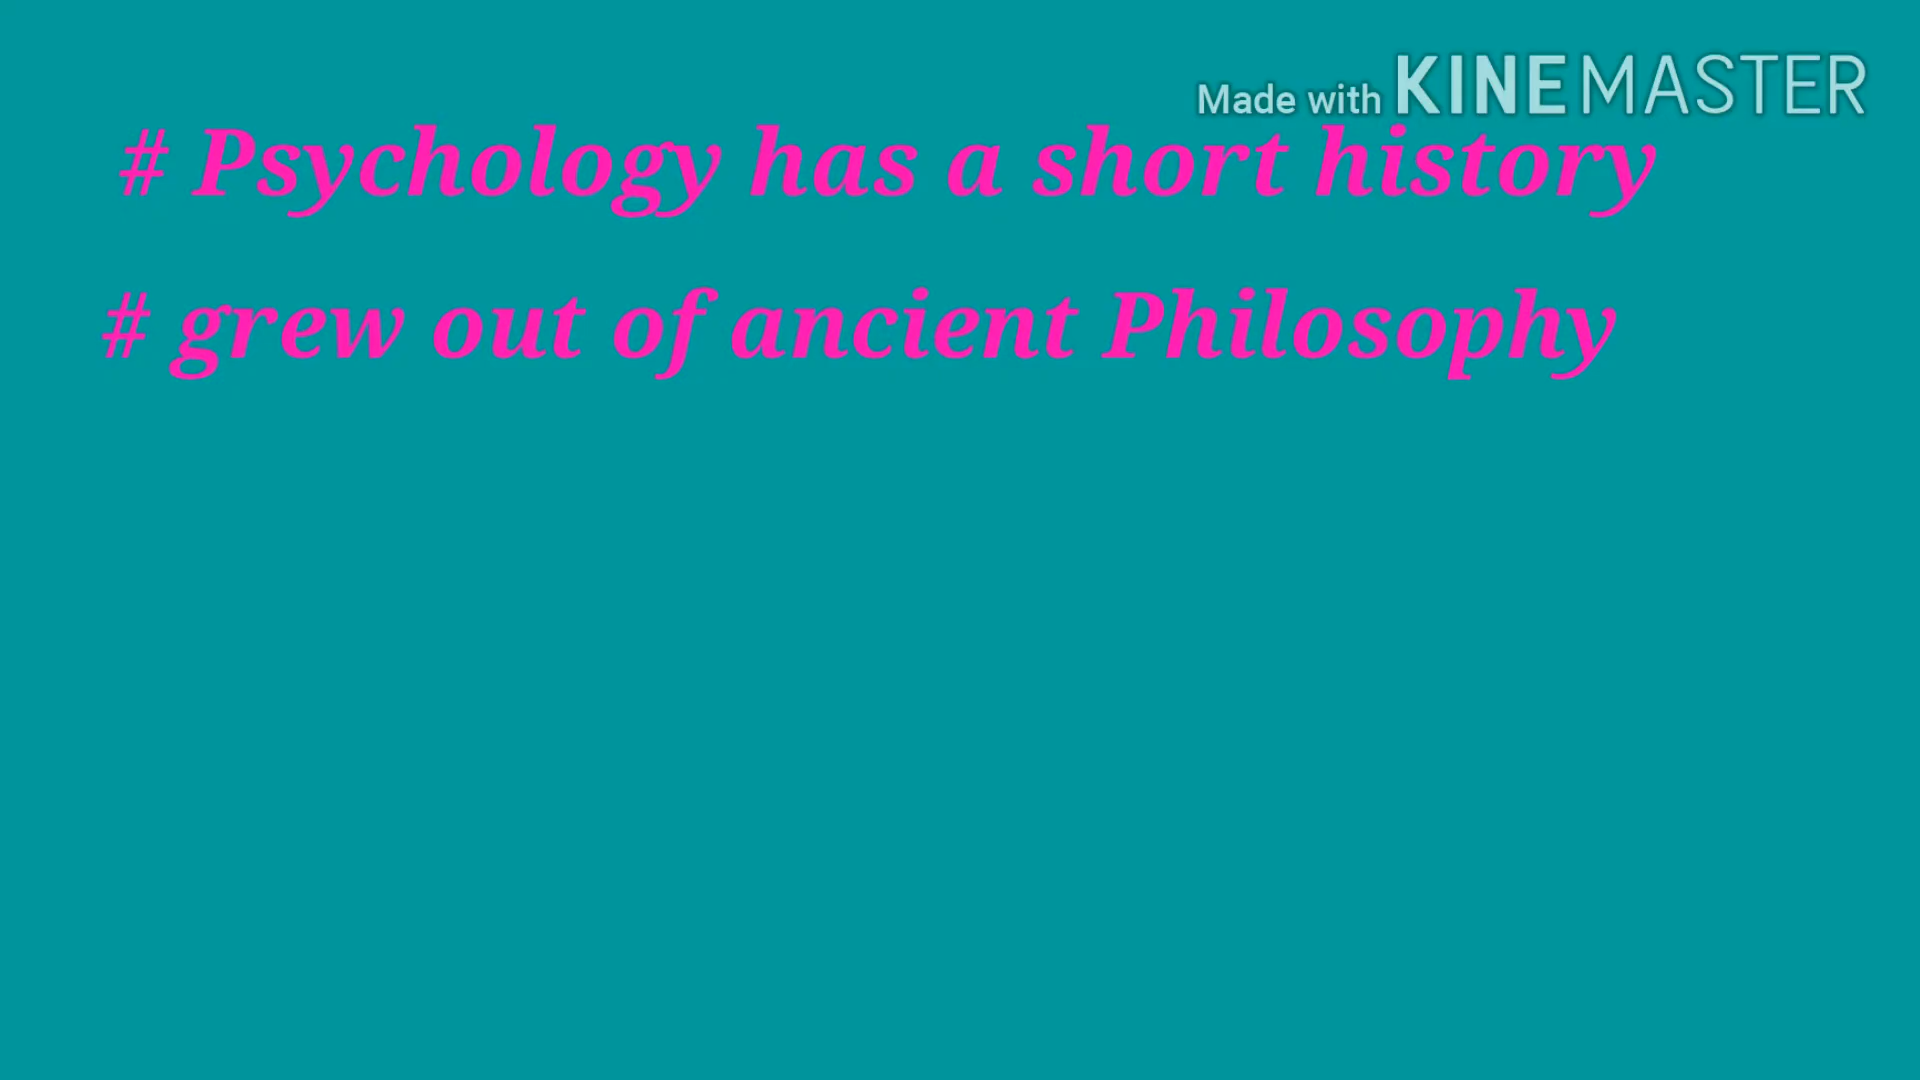 Made with KINEMASTER
# Psychology has a short history
# grew out of ancient Philosophy